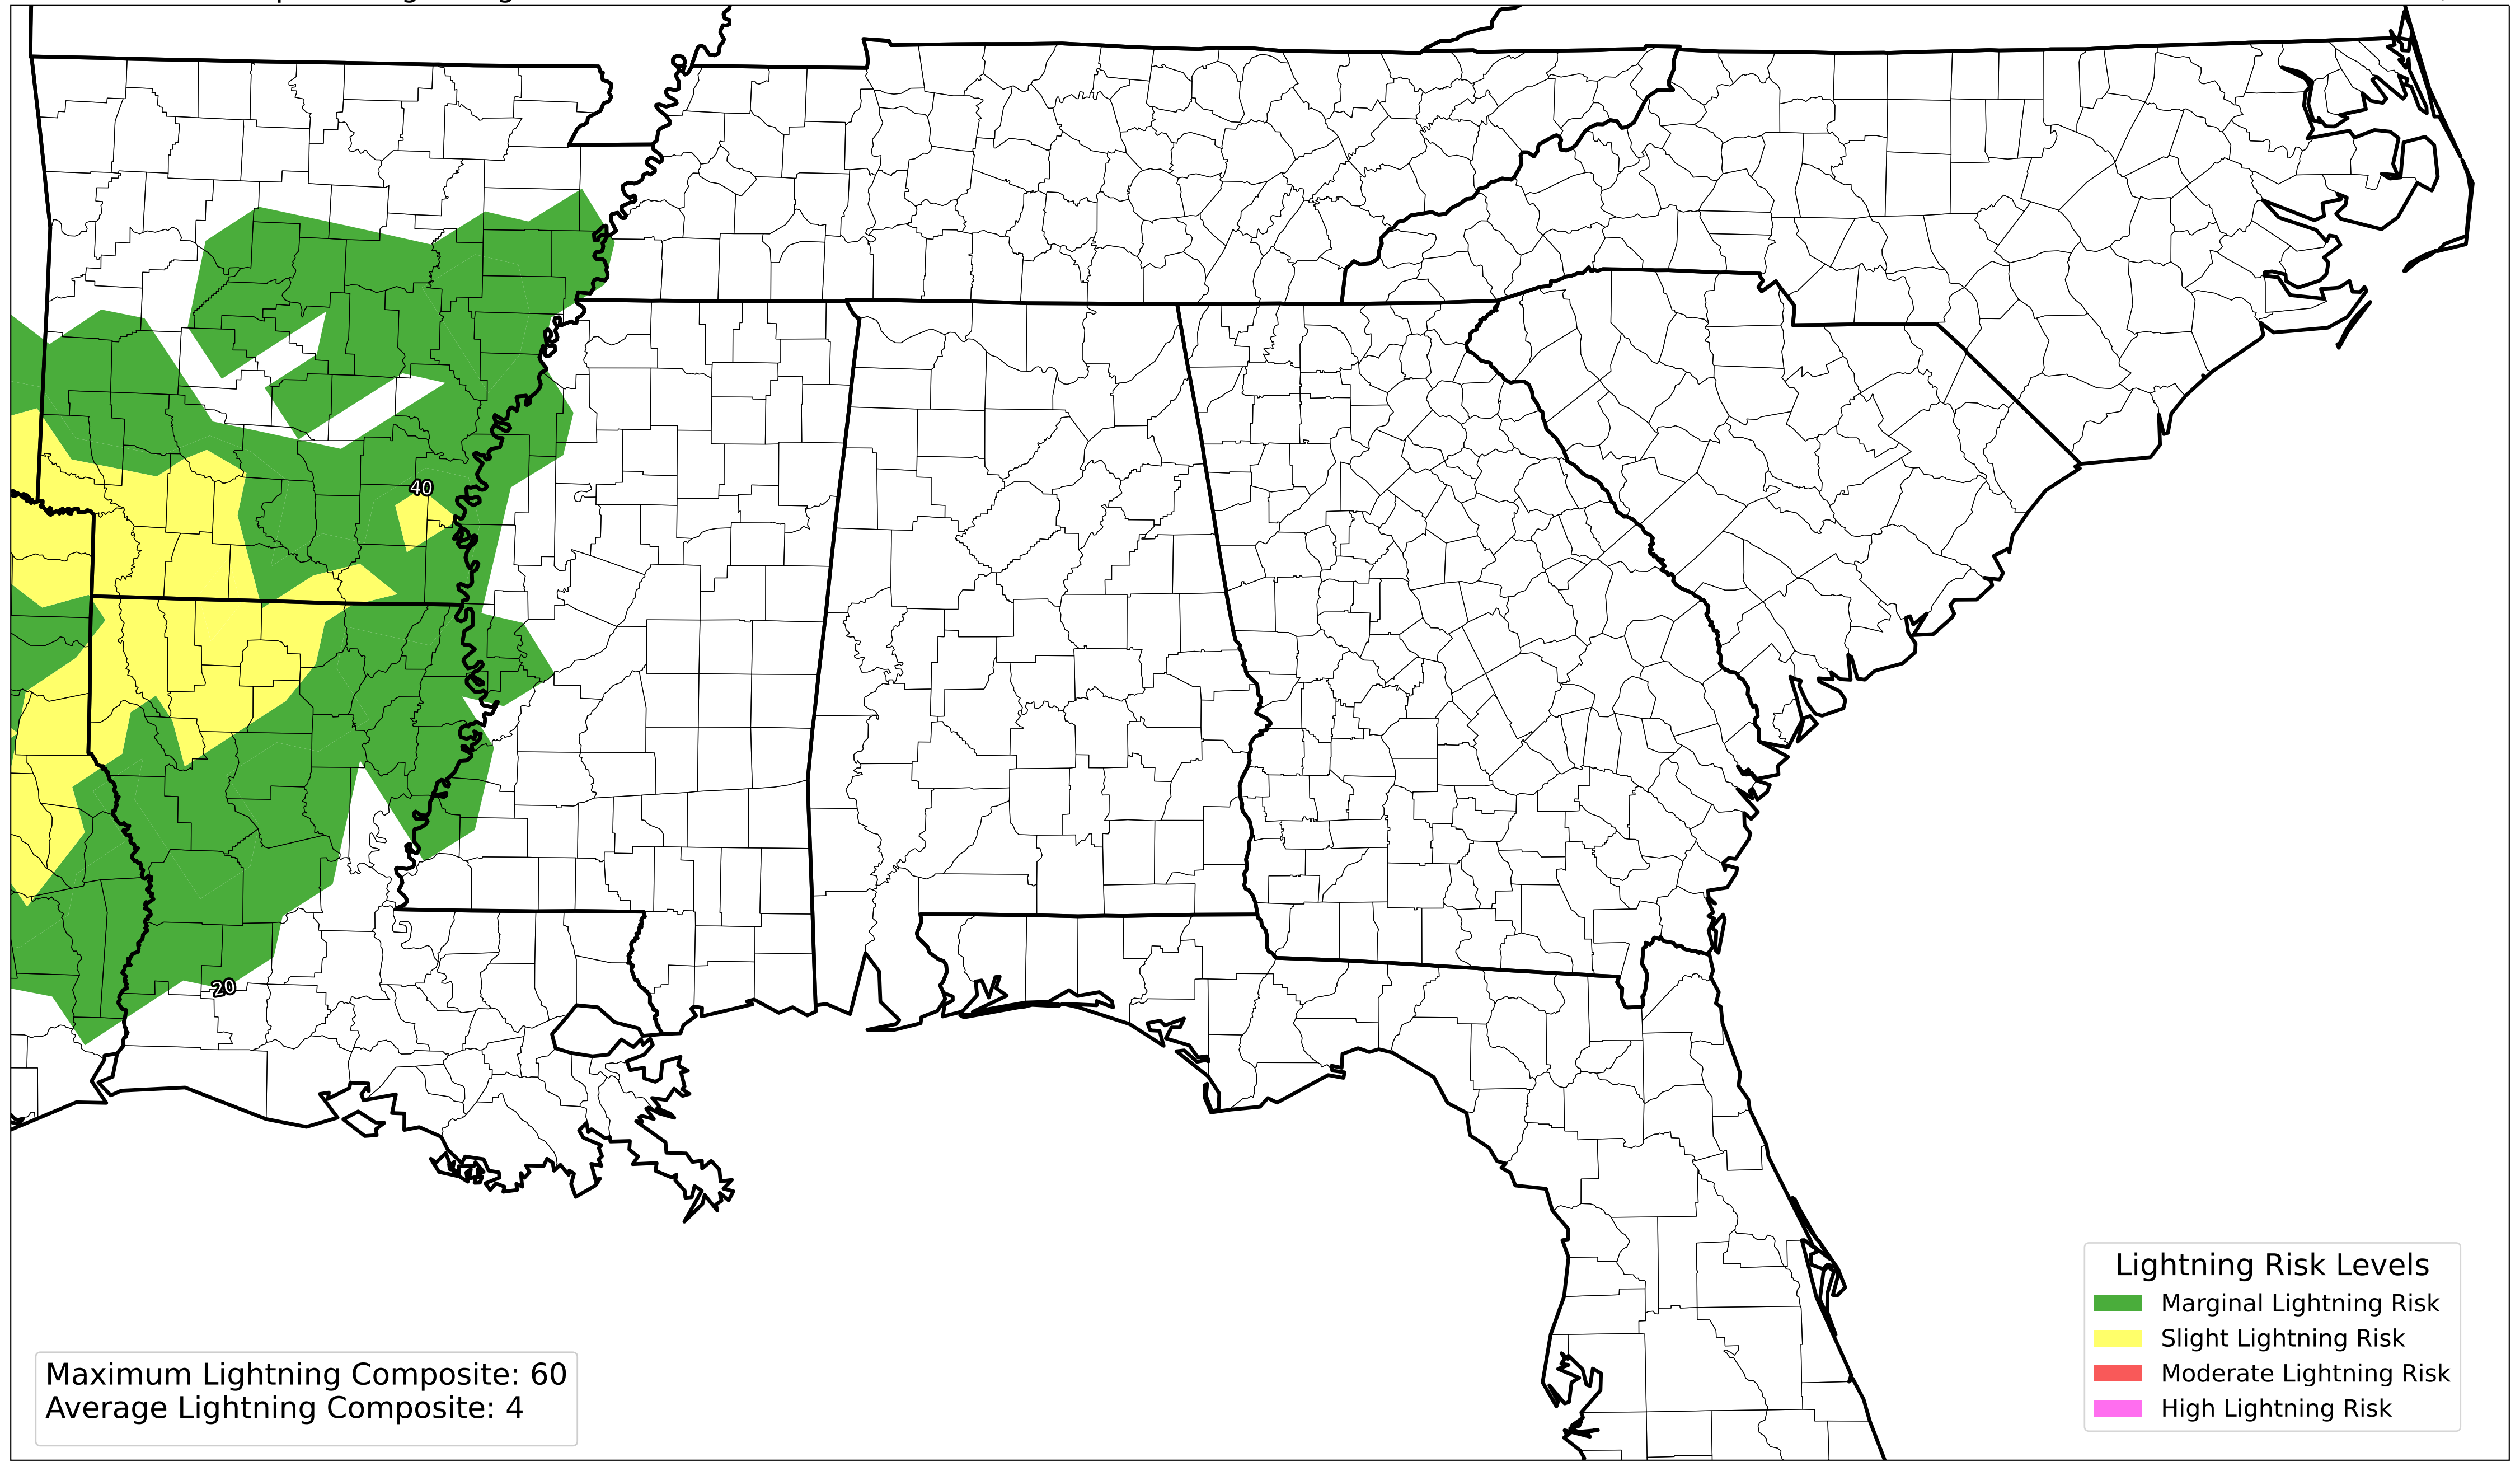 40
20
Lightning Risk Levels
Marginal Lightning Risk
Slight Lightning Risk
Moderate Lightning Risk
High Lightning Risk
Maximum Lightning Composite: 60
Average Lightning Composite: 4